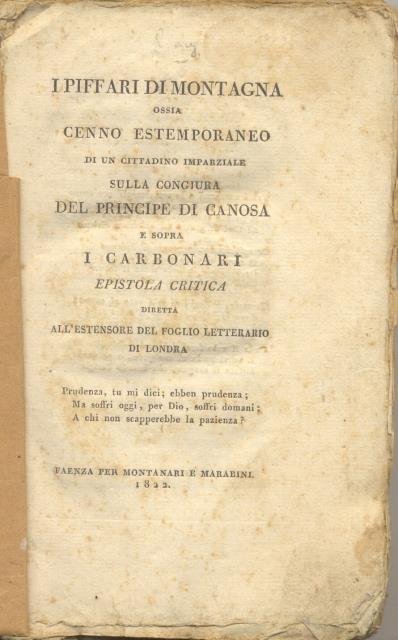 I PIFFARI DI MONTAGNA
OSSIA
CENNO ESTEMPORANEO
DI UN CITTADINO IMPARZIALE
SULLA CONGIURA
DEL PRINCIPE DI CANOSA
E SOPRA
I CARBONARI
EPISTOLA CRITICA
DIRETTA
ALL'ESTENSORE DEL FOGLIO LETTERARIO
DI LONDRA
Prudenza, tu mi dici; ebben prudenza;
Ma soffri oggi, per Dio, soffri domani;
A chi non scapperebbe la pazienza?
FAENZA PER MONTANARI E MARABINI.
1822.